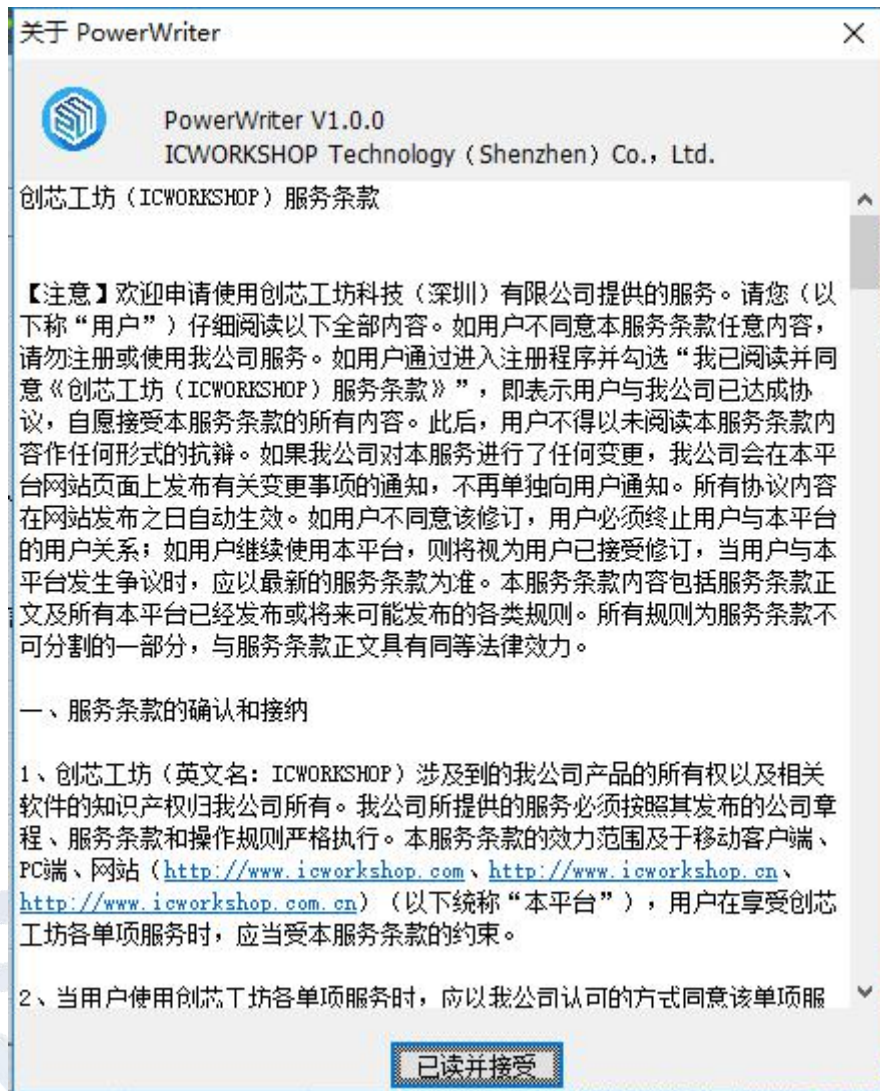 关于 PowerWriter
PowerWriter V1.0.0
ICWORKSHOP Technology（Shenzhen）Co., Ltd.
创芯工坊（ICWORKSHOP）服务条款
【注意】欢迎申请使用创芯工坊科技（深圳）有限公司提供的服务。请您（以
下称“用户”）仔细阅读以下全部内容。如用户不同意本服务条款任意内容，
请勿注册或使用我公司服务。如用户通过进入注册程序并勾选“我已阅读并同
意《创芯工坊（ICWORKSHOP）服务条款》”，即表示用户与我公司已达成协
议，自愿接受本服务条款的所有内容。此后，用户不得以未阅读本服务条款内
容作任何形式的抗辩。如果我公司对本服务进行了任何变更，我公司会在本平
台网站页面上发布有关变更事项的通知，不再单独向用户通知。所有协议内容
在网站发布之日自动生效。如用户不同意该修订，用户必须终止用户与本平台
的用户关系；如用户继续使用本平台，则将视为用户已接受修订，当用户与本
平台发生争议时，应以最新的服务条款为准。本服务条款内容包括服务条款正
文及所有本平台已经发布或将来可能发布的各类规则。所有规则为服务条款不
可分割的一部分，与服务条款正文具有同等法律效力。
一、服务条款的确认和接纳
1、创芯工坊（英文名：ICWORKSHOP）涉及到的我公司产品的所有权以及相关
软件的知识产权归我公司所有。我公司所提供的服务必须按照其发布的公司章
程、服务条款和操作规则严格执行。本服务条款的效力范围及于移动客户端、
PC端、网站（http://www.icworkshop.com、http://www.icworkshop.cn、
http://www.icworkshop.com.cn）（以下统称“本平台”），用户在享受创芯
工坊各单项服务时，应当受本服务条款的约束。
2、当用户使用创芯工坊各单项服务时，应以我公司认可的方式同意该单项服
已读并接受